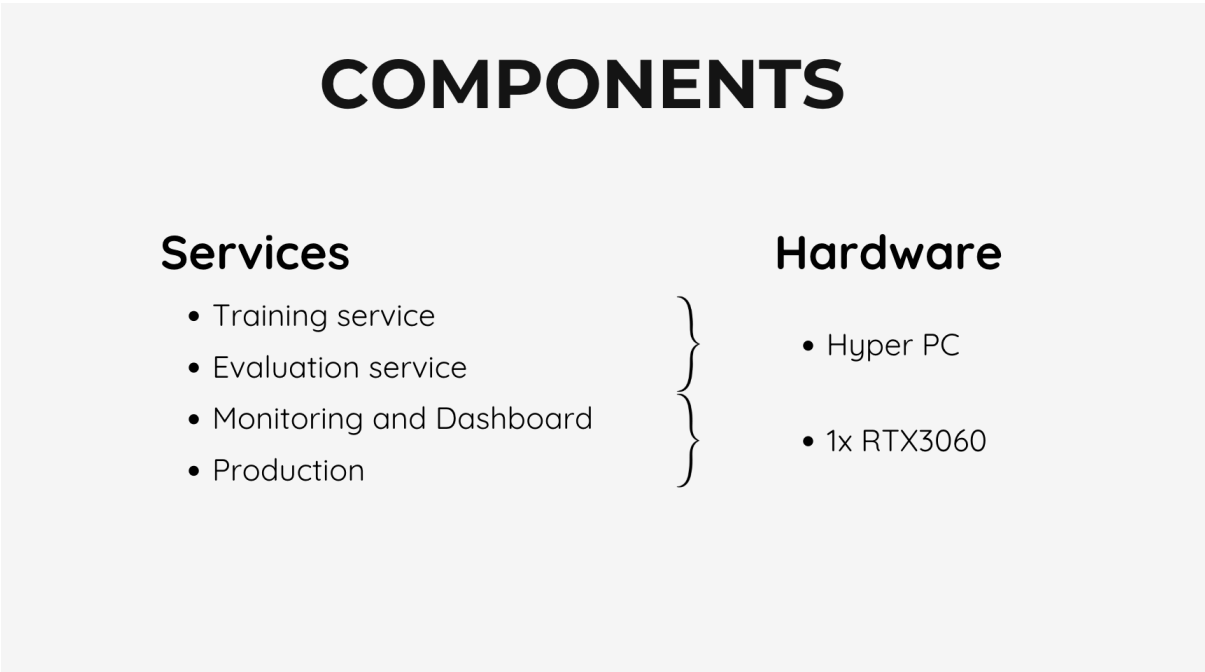 COMPONENTS
Services
• Training service
• Evaluation service
• Monitoring and Dashboard
• Production
Hardware
• Hyper PC
• 1x RTX3060